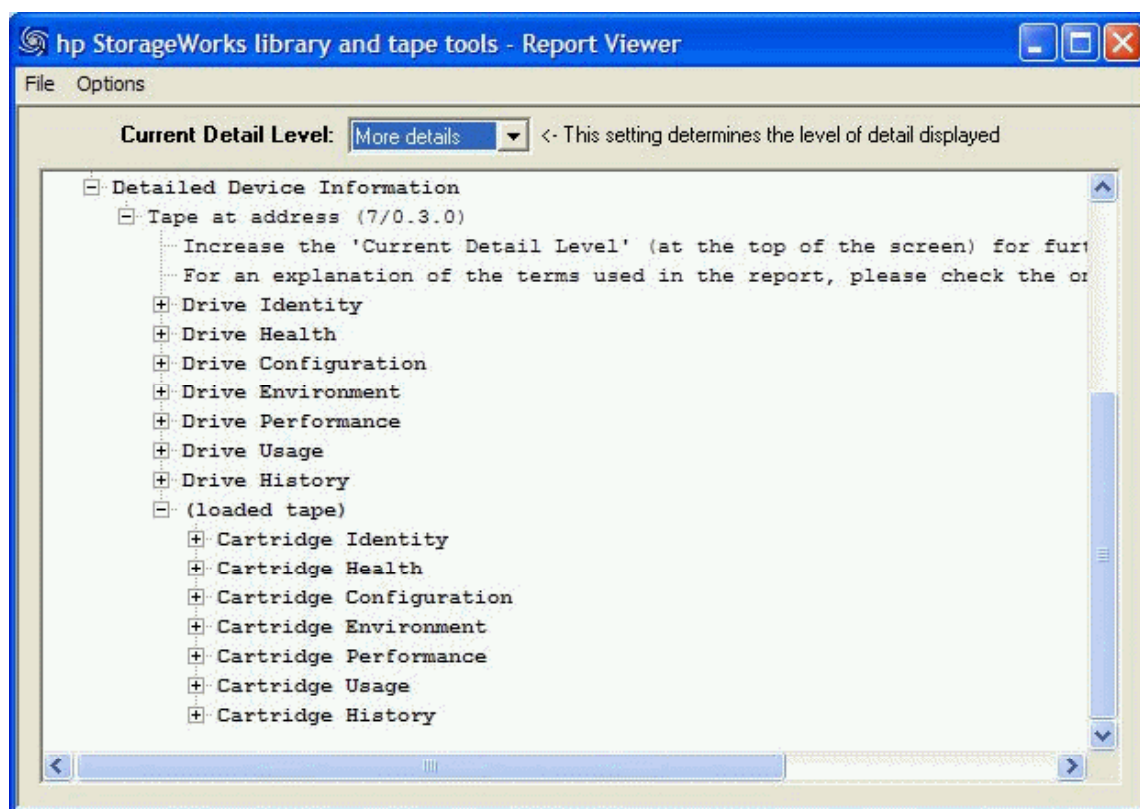 hp StorageWorks library and tape tools - Report Viewer
File Options
Current Detail Level: More details <- This setting determines the level of detail displayed
Detailed Device Information
Tape at address (7/0.3.0)
Increase the 'Current Detail Level' (at the top of the screen) for
For an explanation of the terms used in the report, please check the
Drive Identity
Drive Health
Drive Configuration
Drive Environment
Drive Performance
Drive Usage
Drive History
(loaded tape)
Cartridge Identity
Cartridge Health
Cartridge Configuration
Cartridge Environment
Cartridge Performance
Cartridge Usage
Cartridge History